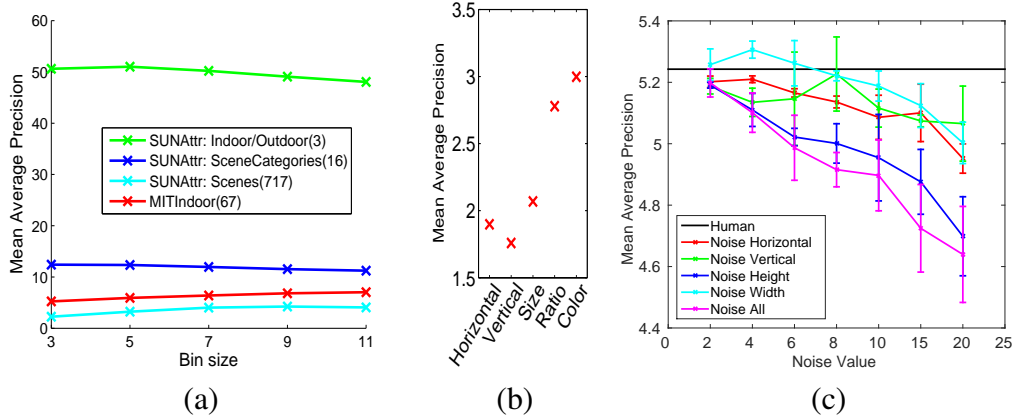 Mean Average Precision
60
50
40
30
20
10
0
3
5
7
9
11
Bin size
SUNAttr: Indoor/Outdoor(3)
SUNAttr: SceneCategories(16)
SUNAttr: Scenes(717)
MITIndoor(67)
(a)
Mean Average Precision
3.5
3
2.5
2
1.5
Horizontal
Vertical
Size
Ratio
Color
(b)
Mean Average Precision
5.4
5.2
5
4.8
4.6
4.4
0
2
4
6
8
10
15
20
25
Noise Value
Human
Noise Horizontal
Noise Vertical
Noise Height
Noise Width
Noise All
(c)